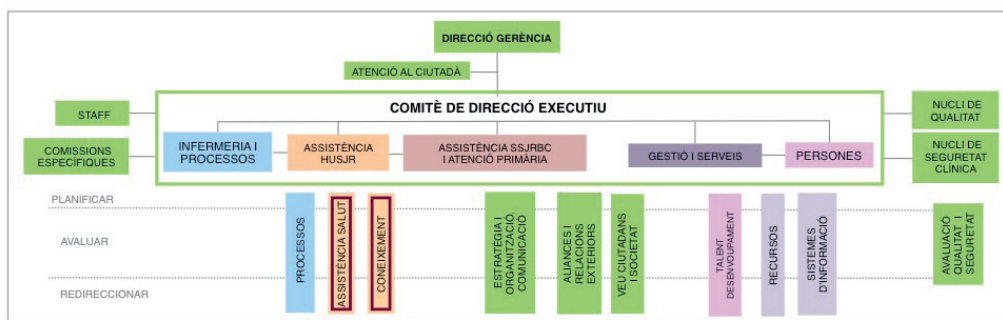 DIRECCIÓ GERÈNCIA
ATENCIÓ AL CIUTADÀ
COMITÈ DE DIRECCIÓ EXECUTIU
STAFF
COMISSIONS
ESPECÍFIQUES
INFERMERIA I
PROCESSOS
ASSISTÈNCIA
HUSJR
ASSISTÈNCIA SSJRBC
I ATENCIÓ PRIMÀRIA
GESTIÓ I SERVEIS
PERSONES
NUCLI DE
QUALITAT
NUCLI DE
SEGURETAT
CLÍNICA
PLANIFICAR
AVALUAR
REDIRECCIONAR
PROCESSOS
ASSISTÈNCIA SALUT
CONEIXEMENT
ESTRATÈGIA I
ORGANITZACIÓ.
COMUNICACIÓ
ALIANCES I
RELACIONS
EXTERIORS
VEU CIUTADANS
I SOCIETAT
TALENT
DESENVOUPAMENT
RECURSOS
SISTEMES
D'INFORMACIÓ
AVALUACIÓ
QUALITAT I
SEGURETAT